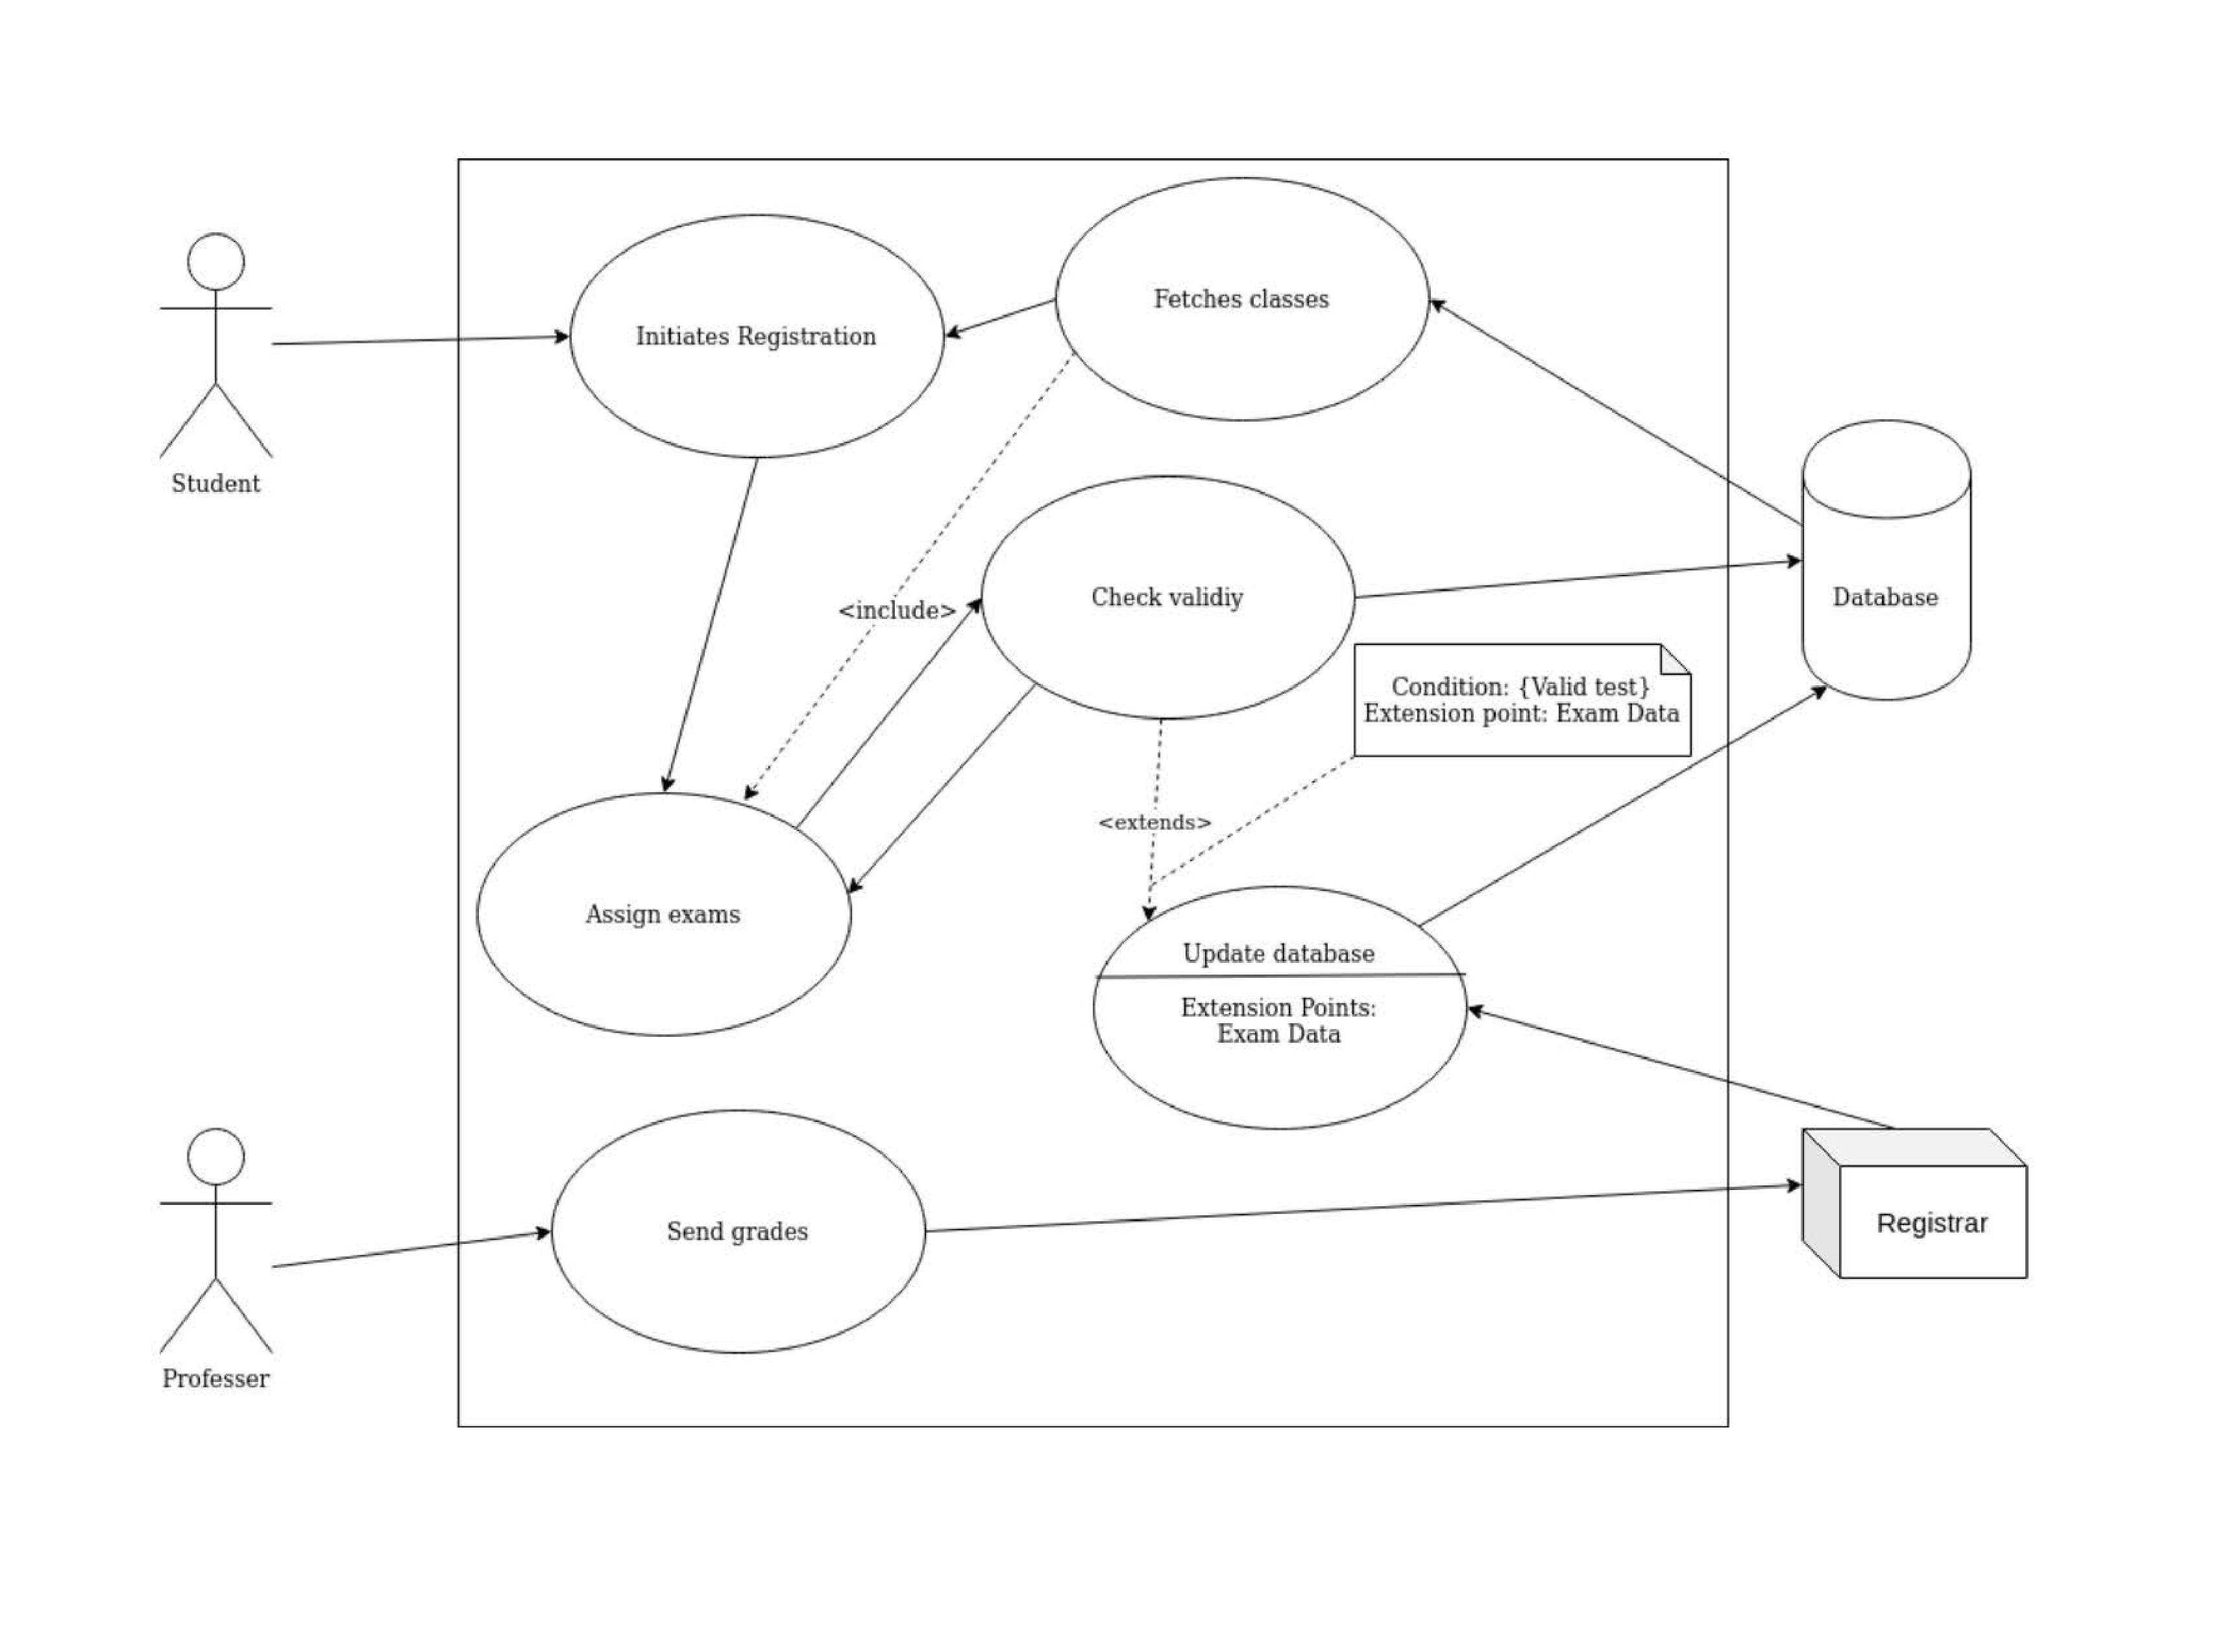 Fetches classes
Initiates Registration
Student
Check validiy
Database
<include>
Condition: {Valid test}
Extension point: Exam Data
<extends>
Assign exams
Update database
Extension Points:
Exam Data
Send grades
Registrar
Professer